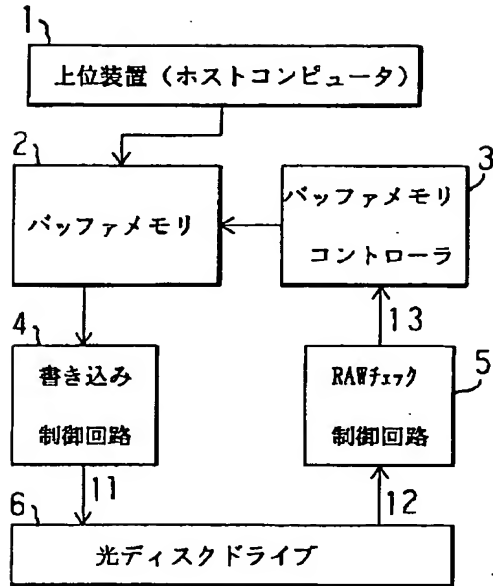 1
上位装置（ホストコンピュータ）
2
バッファメモリ
3
バッファメモリ
コントローラ
4
書き込み
制御回路
13
RAWチェック
制御回路
5
11
12
6
光ディスクドライブ